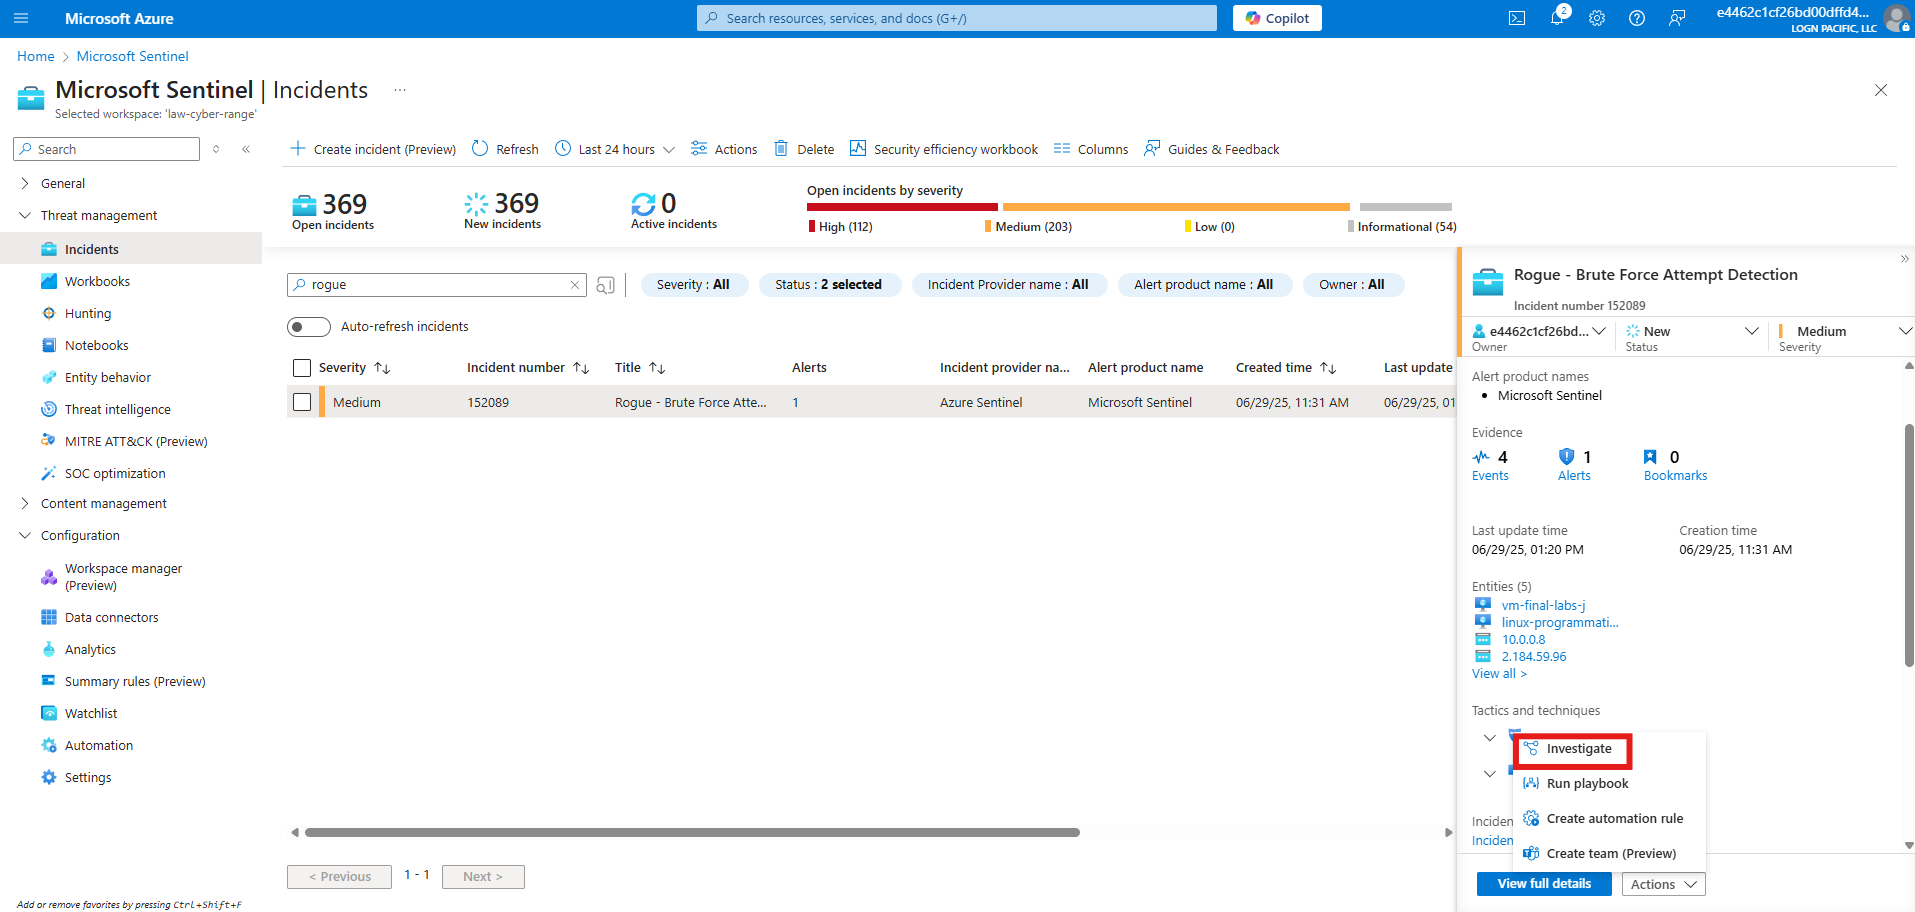 Microsoft Azure
Search resources, services, and docs (G+/)
Copilot
2
e4462c1cf26bd00dffd4...
LOGN PACIFIC, LLC
Home > Microsoft Sentinel
Microsoft Sentinel | Incidents ...
Selected workspace: 'law-cyber-range'
Search
General
Threat management
Incidents
Workbooks
Hunting
Notebooks
Entity behavior
Threat intelligence
MITRE ATT&CK (Preview)
SOC optimization
Content management
Configuration
Workspace manager
(Preview)
Data connectors
Analytics
Summary rules (Preview)
Watchlist
Automation
Settings
Add or remove favorites by pressing Ctrl+Shift+F
Create incident (Preview) Refresh Last 24 hours Actions Delete Security efficiency workbook Columns Guides & Feedback
369
Open incidents
369
New incidents
0
Active incidents
Open incidents by severity
High (112) Medium (203) Low (0) Informational (54)
rogue
Severity : All Status : 2 selected Incident Provider name : All Alert product name : All Owner : All
Auto-refresh incidents
Severity Incident number Title Alerts Incident provider na... Alert product name Created time Last update
Medium 152089 Rogue - Brute Force Atte... 1 Azure Sentinel Microsoft Sentinel 06/29/25, 11:31 AM 06/29/25, 01
< Previous 1 - 1 Next >
Rogue - Brute Force Attempt Detection
Incident number 152089
e4462c1cf26bd... New Medium
Owner Status Severity
Alert product names
• Microsoft Sentinel
Evidence
4 1 0
Events Alerts Bookmarks
Last update time Creation time
06/29/25, 01:20 PM 06/29/25, 11:31 AM
Entities (5)
vm-final-labs-j
linux-programmati...
10.0.0.8
2.184.59.96
View all >
Tactics and techniques
Investigate
Run playbook
Create automation rule
Create team (Preview)
Inciden
Inciden
View full details Actions